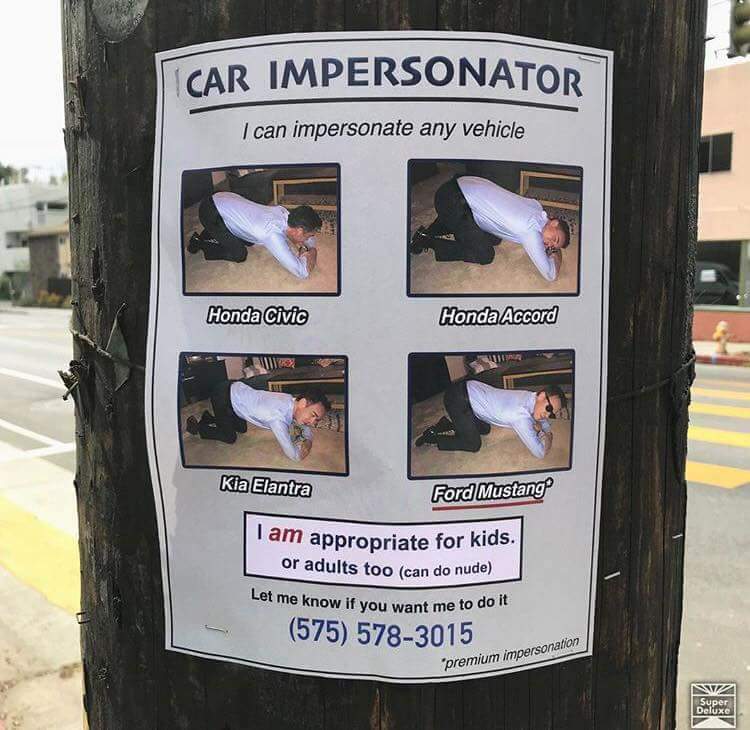 CAR IMPERSONATOR
I can impersonate any vehicle
Honda Civic
Honda Accord
Kia Elantra
Ford Mustang*
I am appropriate for kids.
or adults too (can do nude)
Let me know if you want me to do it
(575) 578-3015
*premium impersonation
Super
Deluxe